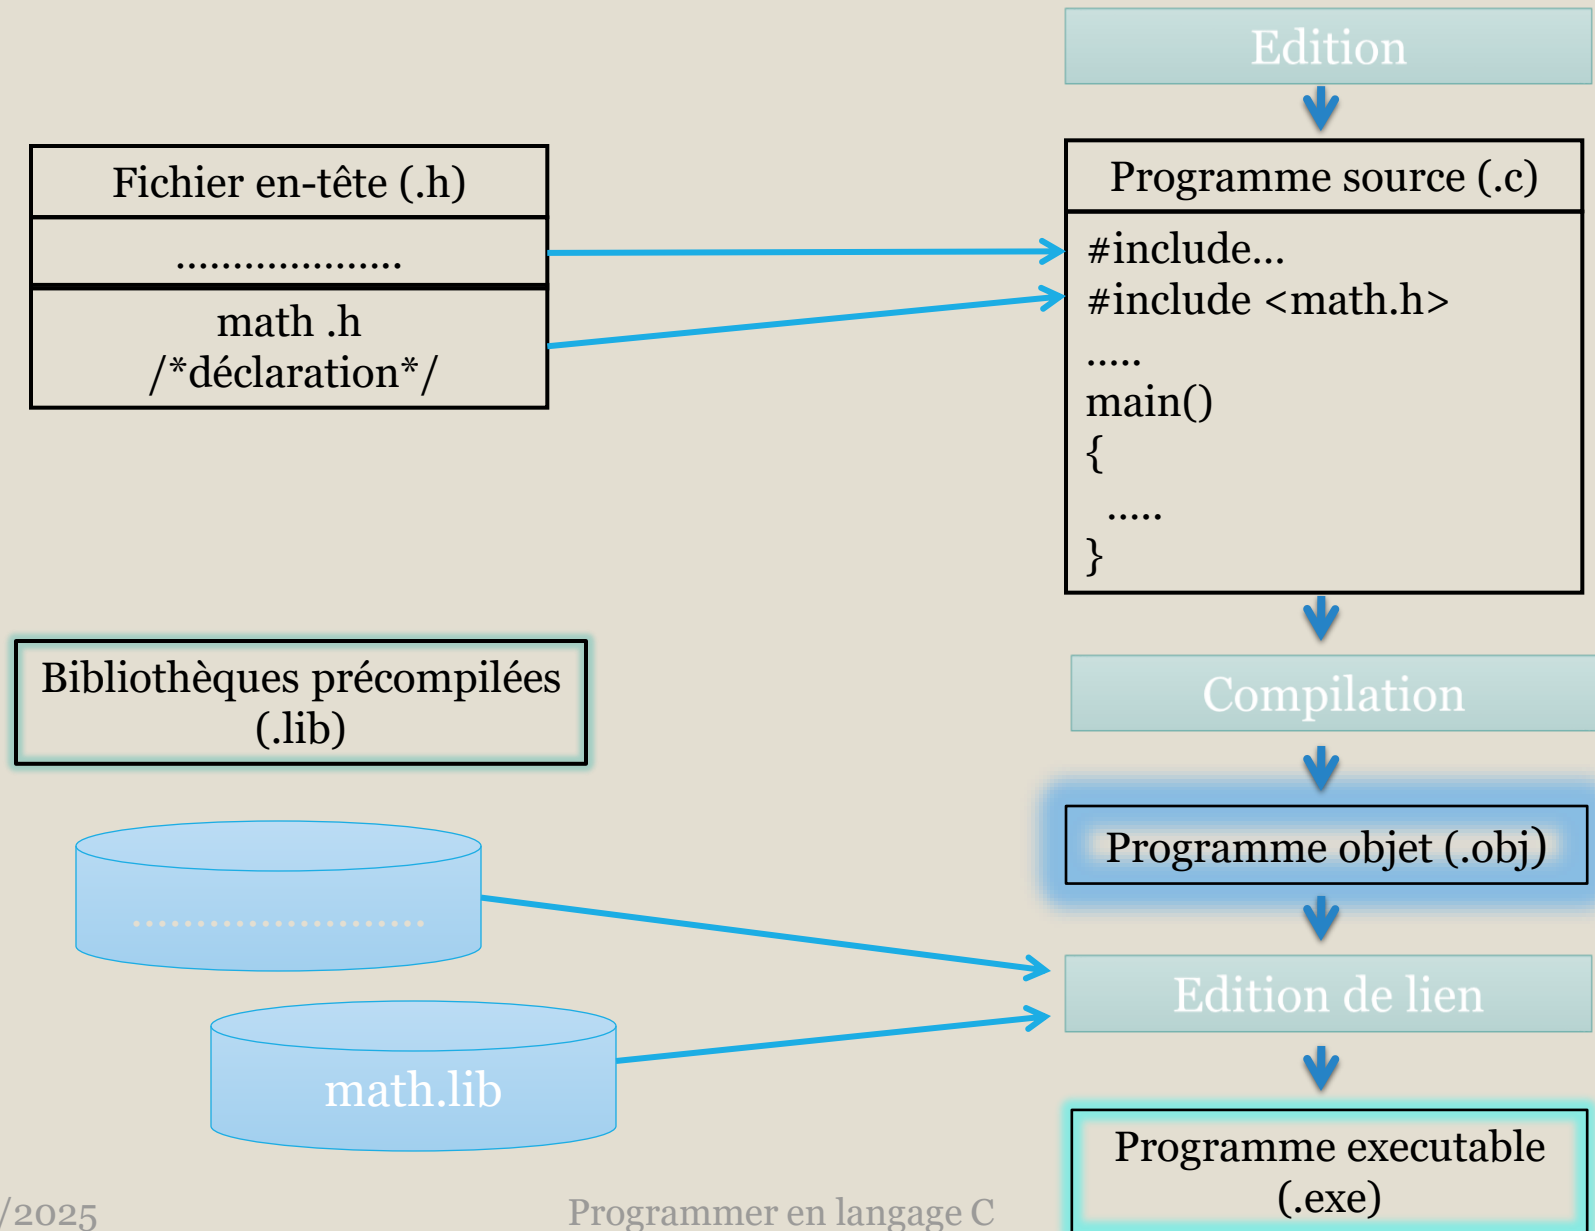 Edition
Fichier en-tête (.h)
....................
math .h
/*déclaration*/
Programme source (.c)
#include...
#include <math.h>
.....
main()
{
.....
}
Bibliothèques précompilées
(.lib)
.......................
math.lib
Compilation
Programme objet (.obj)
Edition de lien
Programme executable
(.exe)
/2025
Programmer en langage C